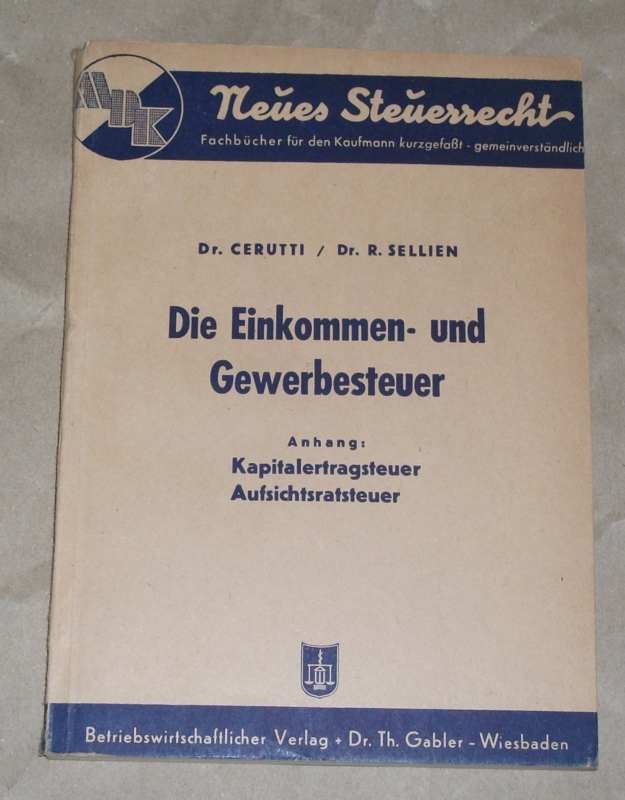 Neues Steuerrecht
Fachbücher für den Kaufmann kurzgefaßt - gemeinverständlich
Dr. CERUTTI / Dr. R. SELLIEN
Die Einkommen- und
Gewerbesteuer
Anhang:
Kapitalertragsteuer
Aufsichtsratsteuer
Betriebswirtschaftlicher Verlag + Dr. Th. Gabler - Wiesbaden